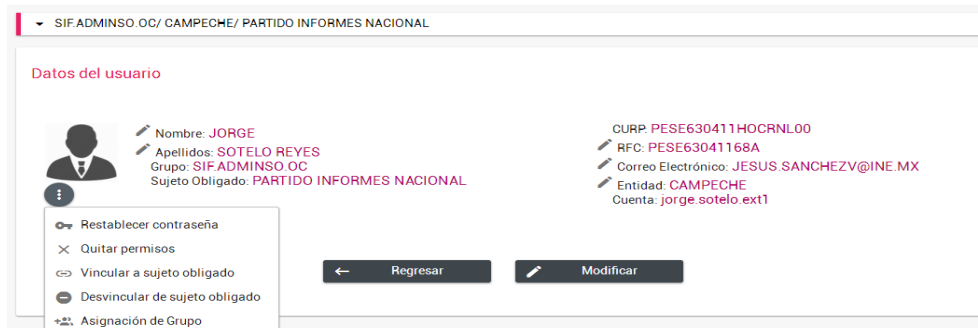 SIF.ADMINSO.OC/ CAMPECHE/ PARTIDO INFORMES NACIONAL
Datos del usuario
Nombre: JORGE
Apellidos: SOTELO REYES
Grupo: SIF.ADMINSO.OC
Sujeto Obligado: PARTIDO INFORMES NACIONAL
CURP: PESE630411HOCRNL00
RFC: PESE63041168A
Correo Electrónico: JESUS.SANCHEZV@INE.MX
Entidad: CAMPECHE
Cuenta: jorge.sotelo.ext1
Restablecer contraseña
Quitar permisos
Vincular a sujeto obligado
Desvincular de sujeto obligado
Asignación de Grupo
Regresar
Modificar